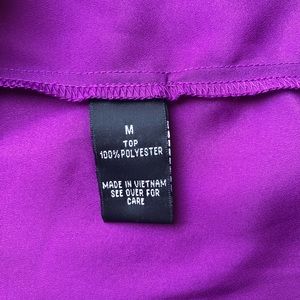 M
TOP
100% POLYESTER
MADE IN VIETNAM
SEE OVER FOR
CARE